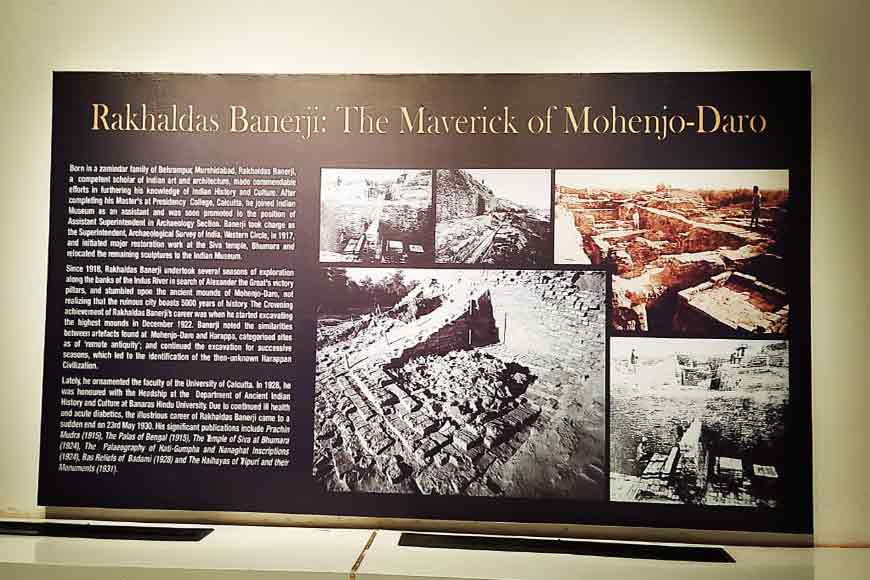 Rakhaldas Banerji: The Maverick of Mohenjo-Daro
Born in a zamindar family of Behrampur, Murshidabad, Rakhaldas Banerji,
a competent scholar of Indian art and architecture, made commendable
efforts in furthering his knowledge of Indian History and Culture. After
completing his Master's at Presidency College, Calcutta, he joined Indian
Museum as an assistant and was soon promoted to the position of
Assistant Superintendent in Archaeology Section. Banerji took charge as
the Superintendent, Archaeological Survey of India, Western Circle, in 1917,
and initiated major restoration work at the Siva temple, Bhumara and
relocated the remaining sculptures to the Indian Museum.
Since 1918, Rakhaldas Banerji undertook several seasons of exploration
along the banks of the Indus River in search of Alexander the Great's victory
pillars, and stumbled upon the ancient mounds of Mohenjo-Daro, not
realizing that the ruinous city boasts 5000 years of history. The Crowning
achievement of Rakhaldas Banerji's career was when he started excavating
the highest mounds in December 1922. Banerji noted the similarities
between artefacts found at Mohenjo-Daro and Harappa, categorised sites
as of 'remote antiquity'; and continued the excavation for successive
seasons, which led to the identification of the then-unknown Harappan
Civilization.
Lately, he ornamented the faculty of the University of Calcutta. In 1928, he
was honoured with the Headship at the Department of Ancient Indian
History and Culture at Banaras Hindu University. Due to continued ill health
and acute diabetics, the illustrious career of Rakhaldas Banerji came to a
sudden end on 23rd May 1930. His significant publications include Prachin
Mudra (1915), The Palas of Bengal (1915), The Temple of Siva at Bhumara
(1924), The Palaeography of Hati-Gumpha and Nanaghat Inscriptions
(1924), Bas Reliefs of Badami (1928) and The Haihayas of Tripuri and their
Monuments (1931).